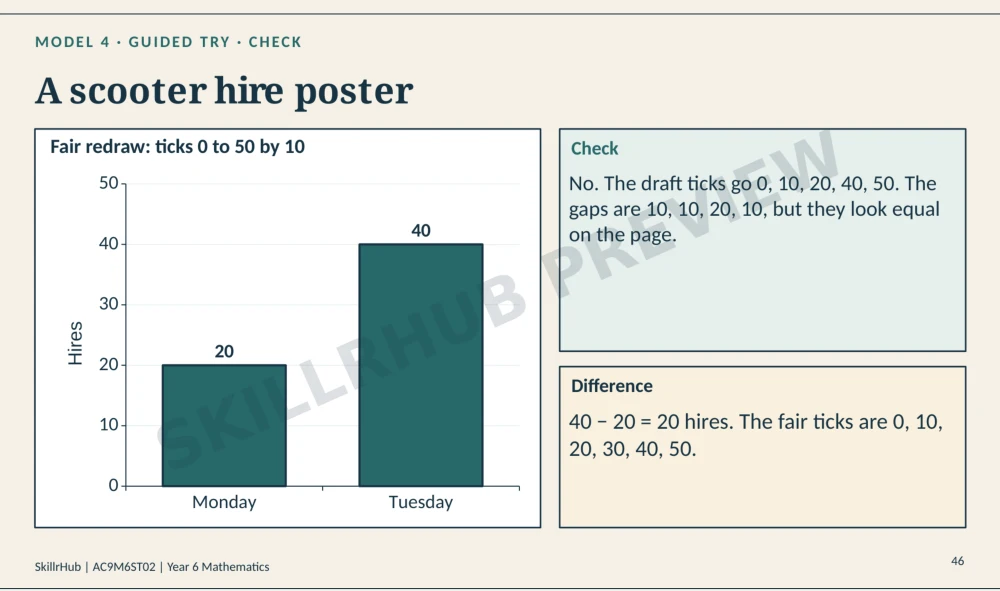 MODEL 4 · GUIDED TRY · CHECK
A scooter hire poster
Fair redraw: ticks 0 to 50 by 10
50
40
30
20
10
0
Hires
20
40
Monday
Tuesday
Check
No. The draft ticks go 0, 10, 20, 40, 50. The
gaps are 10, 10, 20, 10, but they look equal
on the page.
Difference
40 − 20 = 20 hires. The fair ticks are 0, 10,
20, 30, 40, 50.
SKILLRHUB PREVIEW
SkillrHub | AC9M6ST02 | Year 6 Mathematics
46